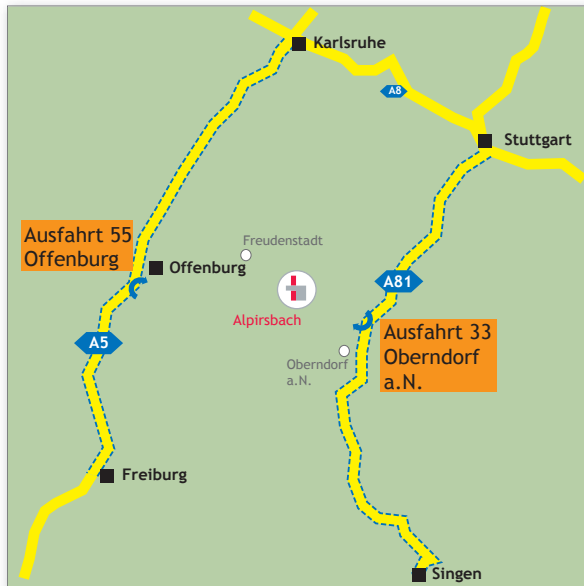 Karlsruhe
A8
Stuttgart
Ausfahrt 55
Offenburg
Freudenstadt
Offenburg
A81
Alpirsbach
Ausfahrt 33
Oberndorf
a.N.
A5
Oberndorf
a.N.
Freiburg
Singen